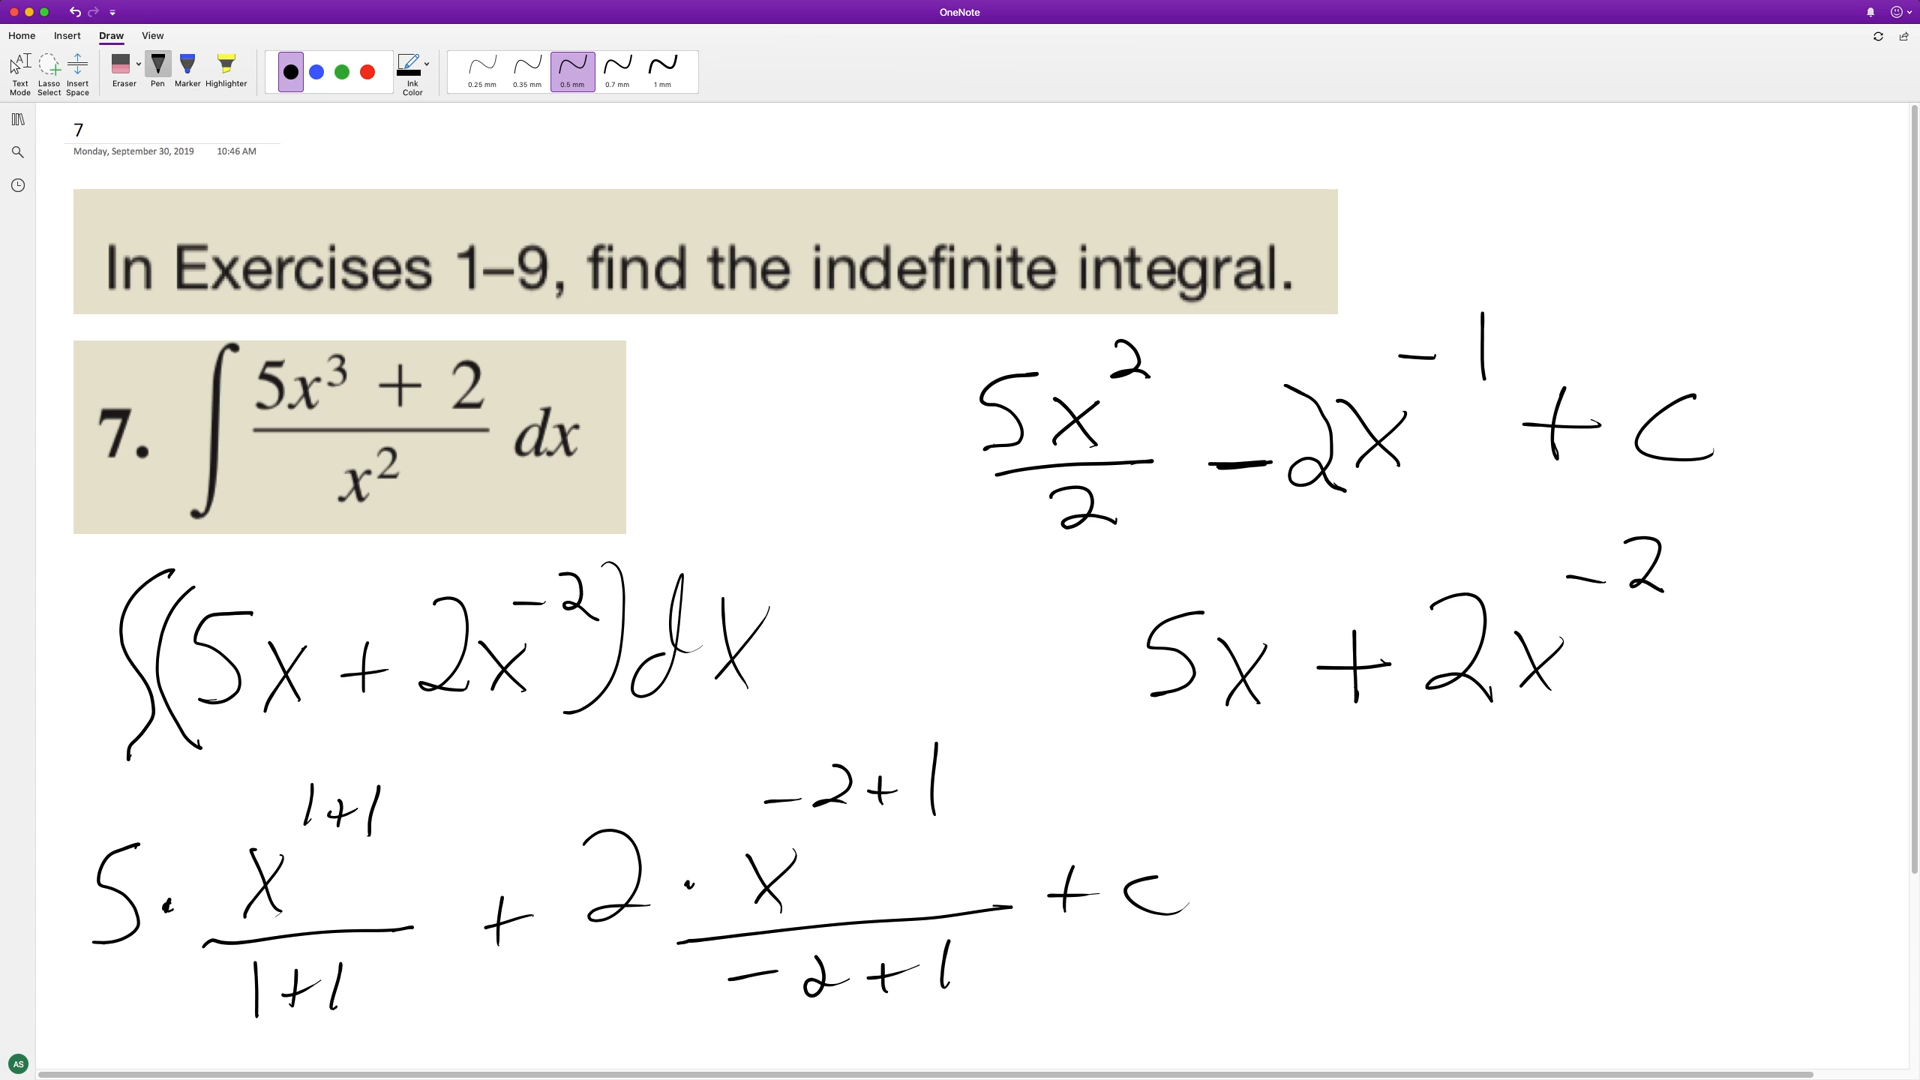 OneNote
Home Insert Draw View
Text Mode Lasso Select Insert Space Eraser Pen Marker Highlighter Ink Color 0.25 mm 0.35 mm 0.5 mm 0.7 mm 1 mm
7
Monday, September 30, 2019 10:46 AM
In Exercises 1–9, find the indefinite integral.
7. ∫ (5x³ + 2)/x² dx
5x²/2 − 2x⁻¹ + C
∫(5x + 2x⁻²)dx
5x + 2x⁻²
5 · x¹⁺¹/(1+1) + 2 · x⁻²⁺¹/(−2+1) + C
AS